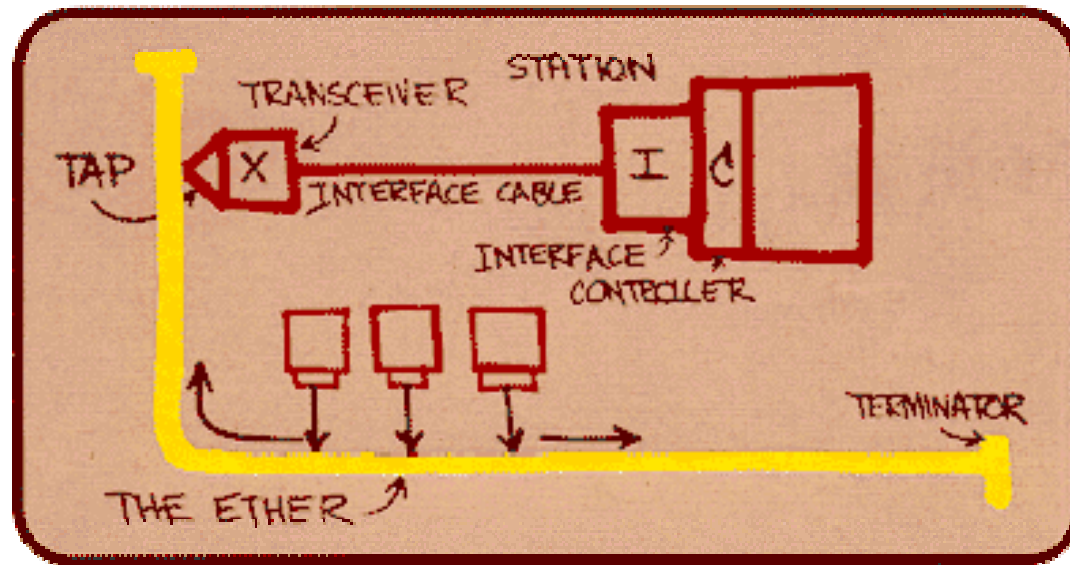 STATION
TRANSCEIVER
TAP
X
I
C
INTERFACE CABLE
INTERFACE
CONTROLLER
TERMINATOR
THE ETHER